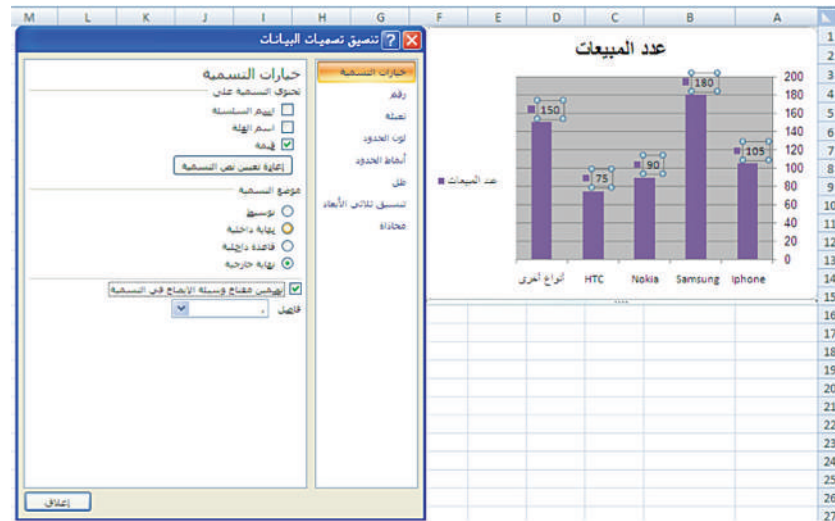 M L K J I H G F E D C B A
تنسيق تسميات البيانات
خيارات التسمية
رقم
تعبئة
لون الحدود
أنماط الحدود
ظل
تنسيق ثلاثي الأبعاد
محاذاة
خيارات التسمية
تحتوي التسمية على
اسم السلسلة
اسم الفئة
قيمة
إعادة تعيين نص التسمية
موضع التسمية
توسيط
نهاية داخلية
قاعدة داخلية
نهاية خارجية
تضمين مفتاح وسيلة الإيضاح في التسمية
فاصل
إغلاق
عدد المبيعات
200
180
160
140
120
100
80
60
40
20
0
150
75
90
180
105
عدد المبيعات
أنواع أخرى HTC Nokia Samsung Iphone
1
2
3
4
5
6
7
8
9
10
11
12
13
14
15
16
17
18
19
20
21
22
23
24
25
26
27